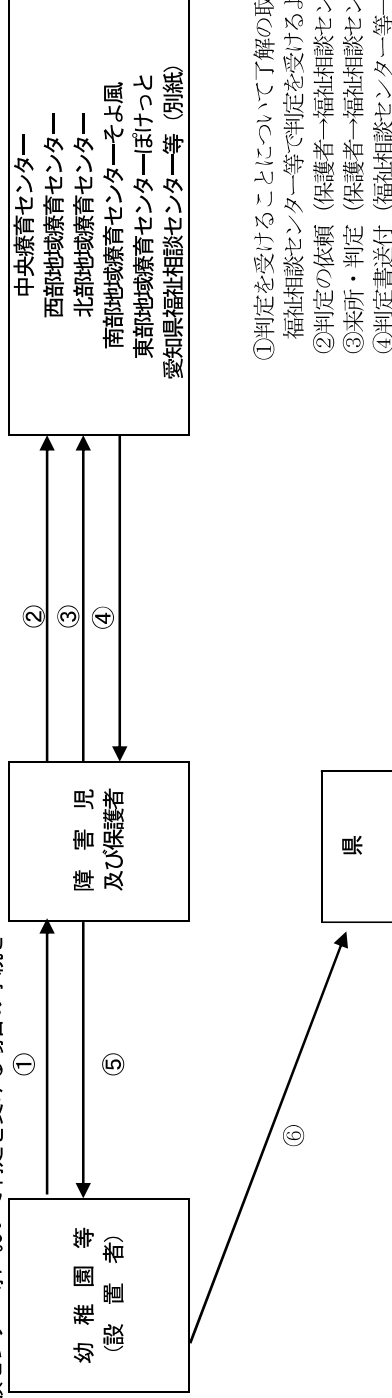 幼 稚 園 等
（設 置 者）
①
⑤
⑥
障 害 児
及び保護者
県
②
③
④
中央療育センター
西部地域療育センター
北部地域療育センター
南部地域療育センターそよ風
東部地域療育センターぽけっと
愛知県福祉相談センター等（別紙）
①判定を受けることについて了解の取
福祉相談センター等で判定を受けるよ
②判定の依頼（保護者→福祉相談セン
③来所・判定（保護者→福祉相談セン
④判定書送付（福祉相談センター等